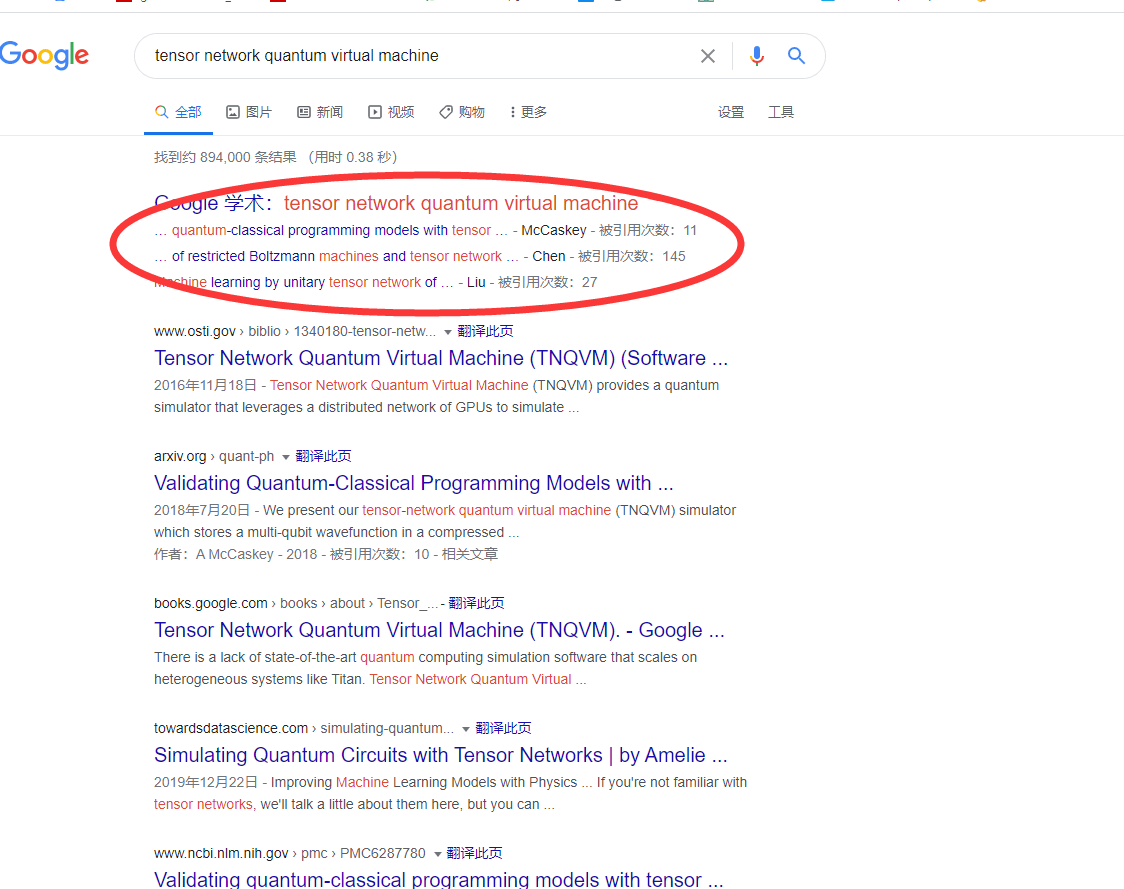 Google
tensor network quantum virtual machine
全部 图片 新闻 视频 购物 更多 设置 工具
找到约 894,000 条结果 （用时 0.38 秒）
Google 学术：tensor network quantum virtual machine
... quantum-classical programming models with tensor ... - McCaskey - 被引用次数：11
... of restricted Boltzmann machines and tensor network ... - Chen - 被引用次数：145
Machine learning by unitary tensor network of ... - Liu - 被引用次数：27
www.osti.gov › biblio › 1340180-tensor-netw... 翻译此页
Tensor Network Quantum Virtual Machine (TNQVM) (Software ...
2016年11月18日 - Tensor Network Quantum Virtual Machine (TNQVM) provides a quantum
simulator that leverages a distributed network of GPUs to simulate ...
arxiv.org › quant-ph 翻译此页
Validating Quantum-Classical Programming Models with ...
2018年7月20日 - We present our tensor-network quantum virtual machine (TNQVM) simulator
which stores a multi-qubit wavefunction in a compressed ...
作者：A McCaskey - 2018 - 被引用次数：10 - 相关文章
books.google.com › books › about › Tensor_... - 翻译此页
Tensor Network Quantum Virtual Machine (TNQVM). - Google ...
There is a lack of state-of-the-art quantum computing simulation software that scales on
heterogeneous systems like Titan. Tensor Network Quantum Virtual ...
towardsdatascience.com › simulating-quantum... 翻译此页
Simulating Quantum Circuits with Tensor Networks | by Amelie ...
2019年12月22日 - Improving Machine Learning Models with Physics ... If you're not familiar with
tensor networks, we'll talk a little about them here, but you can ...
www.ncbi.nlm.nih.gov › pmc › PMC6287780 翻译此页
Validating quantum-classical programming models with tensor ...